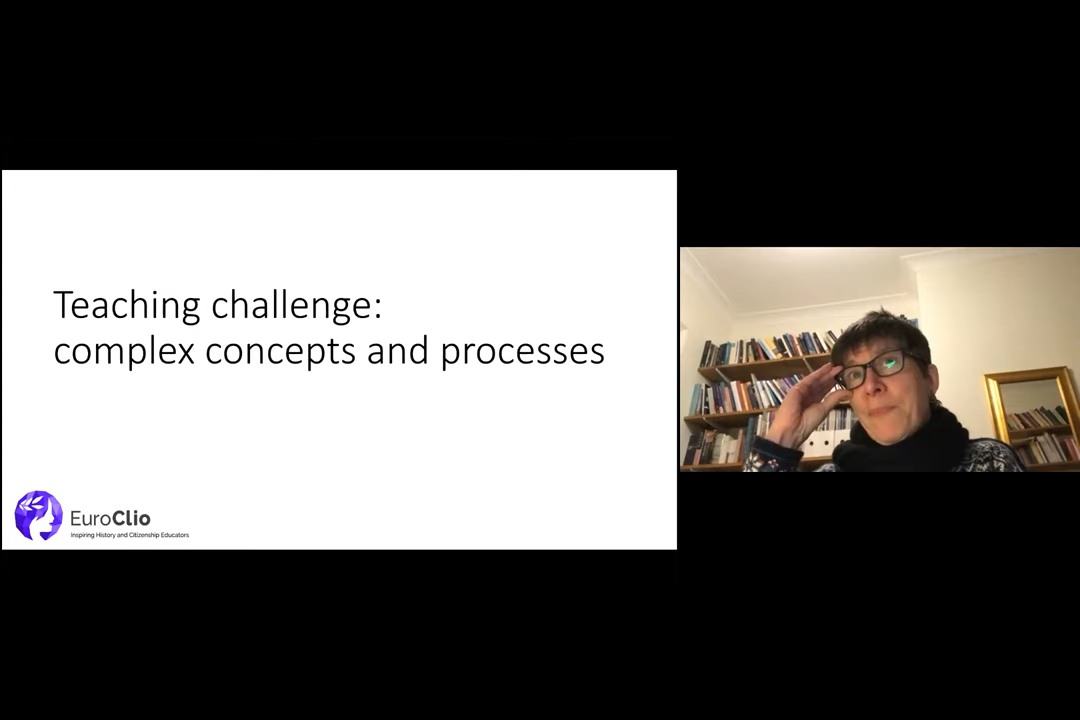 Teaching challenge:
complex concepts and processes
EuroClio
Inspiring History and Citizenship Educators